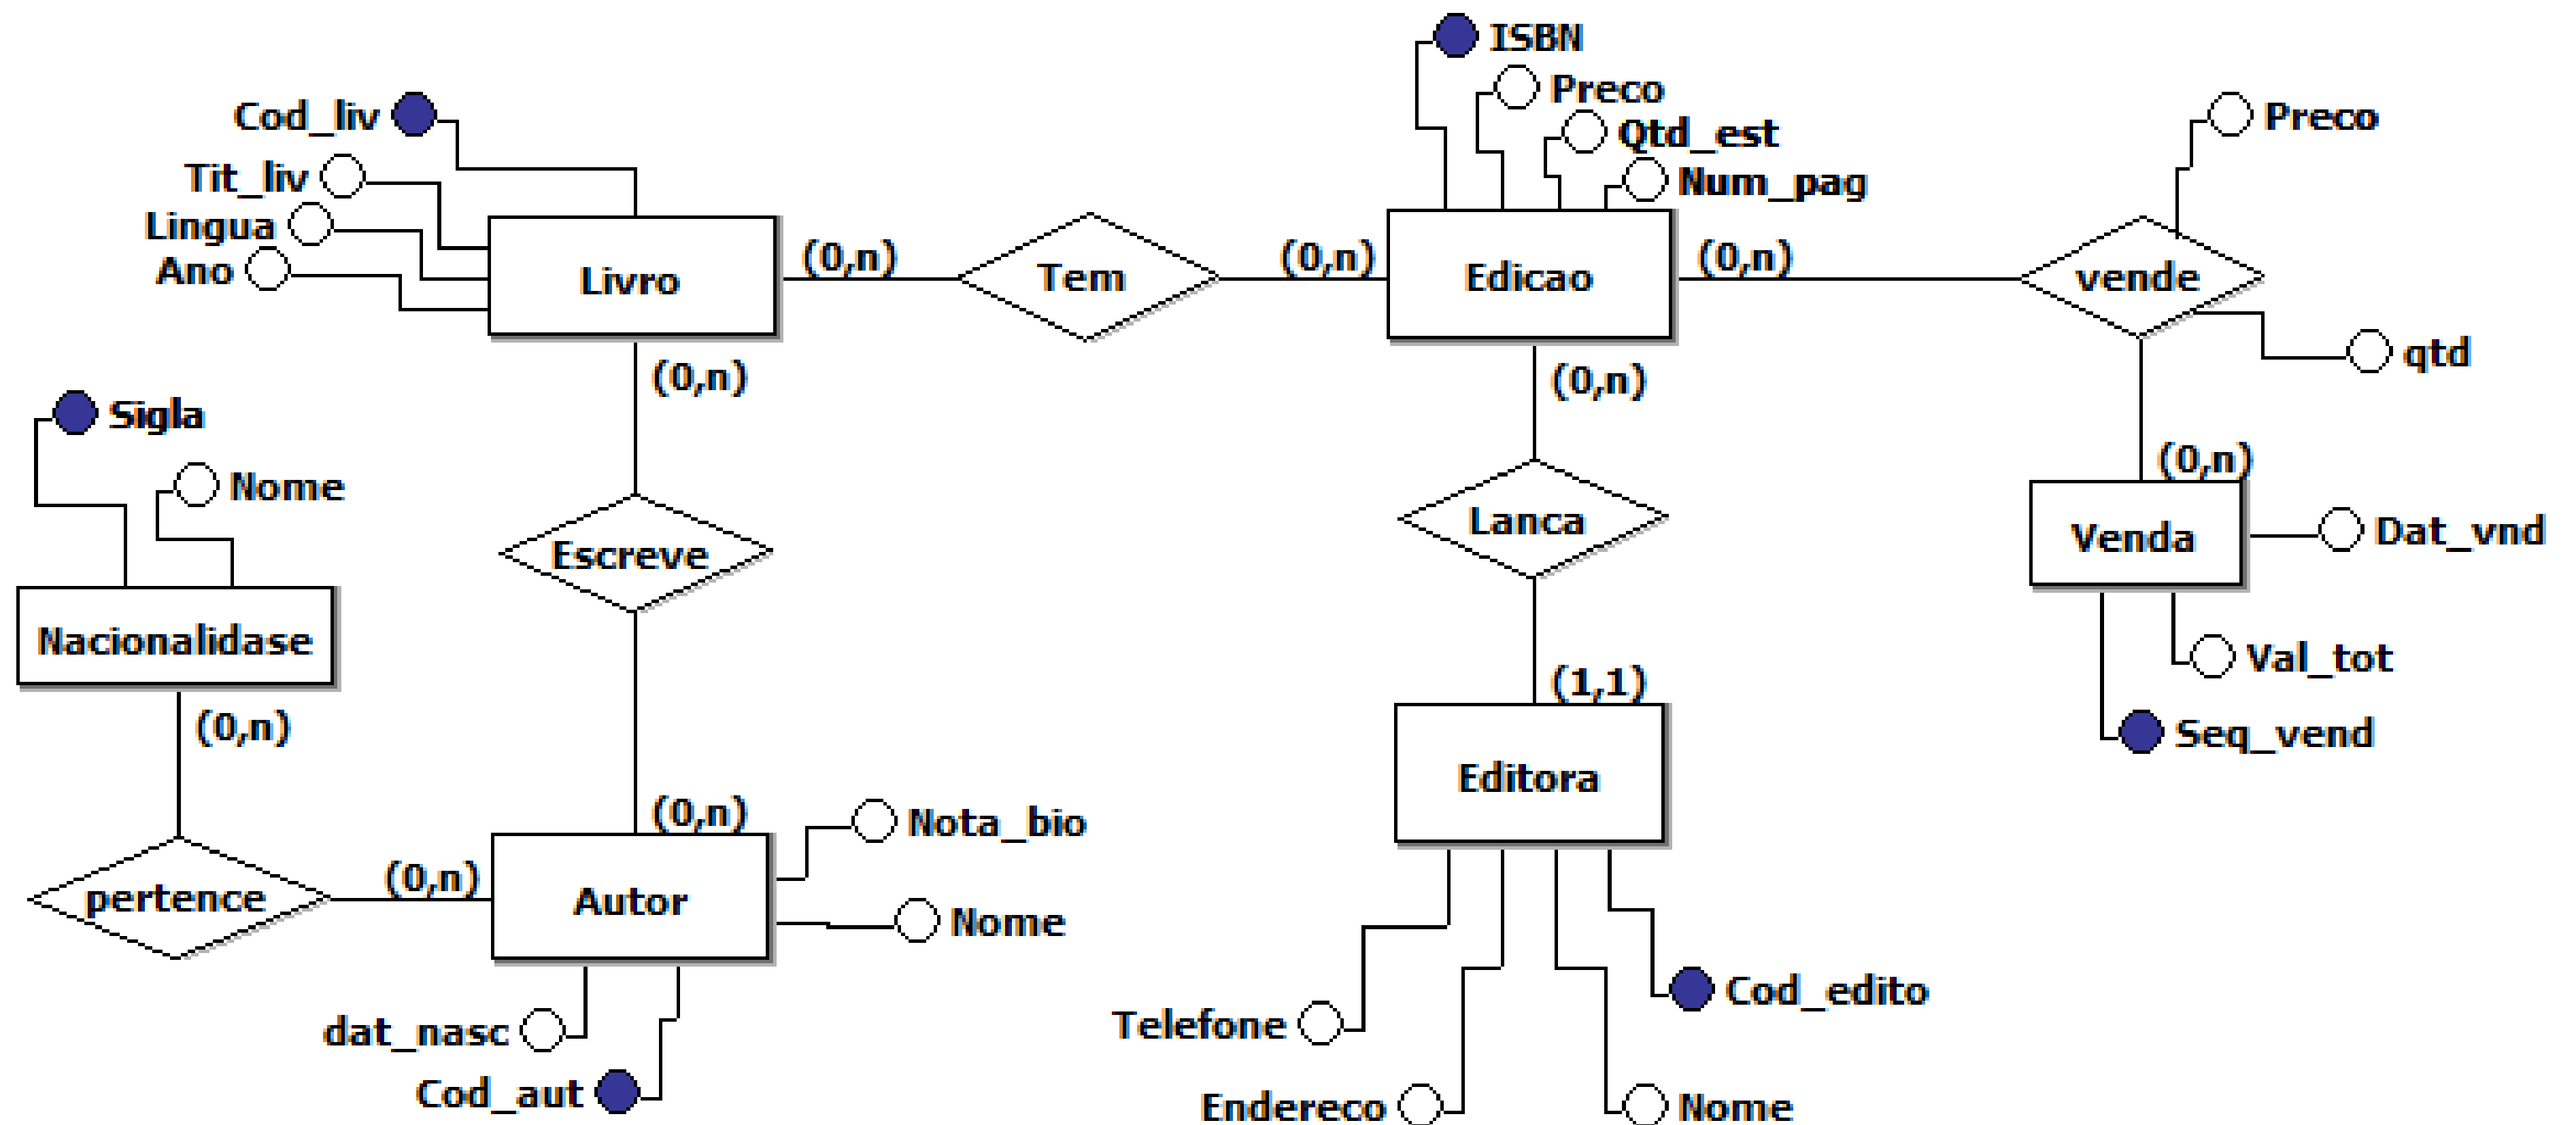 ISBN
Preco
Qtd_est
Num_pag
Preco
Cod_liv
Tit_liv
Lingua
Ano
Livro
(0,n)
Tem
(0,n)
Edicao
(0,n)
vende
qtd
(0,n)
(0,n)
Sigla
Nome
Escreve
Lanca
(0,n)
Venda
Dat_vnd
Nacionalidase
Val_tot
(1,1)
Seq_vend
(0,n)
Editora
(0,n)
Nota_bio
pertence
(0,n)
Autor
Nome
dat_nasc
Cod_aut
Cod_edito
Telefone
Endereco
Nome